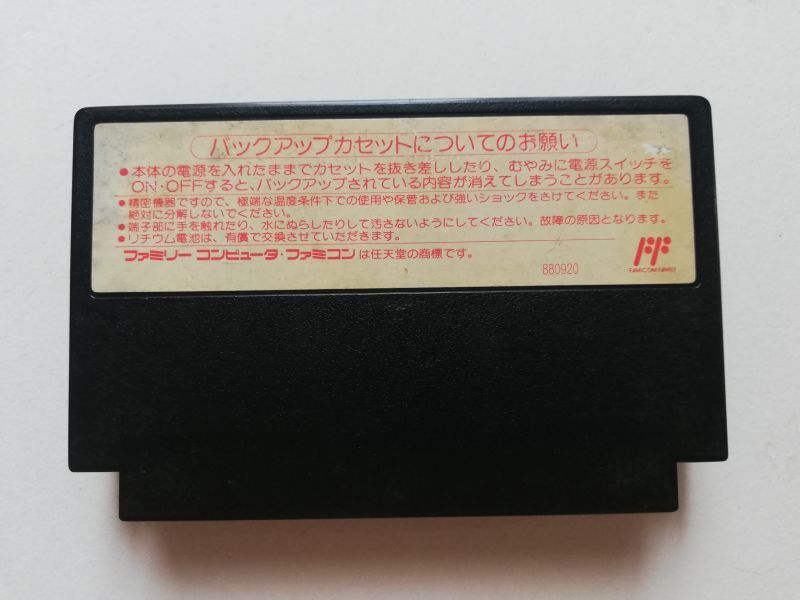 バックアップカセットについてのお願い
●本体の電源を入れたままでカセットを抜き差ししたり、むやみに電源スイッチを
ON・OFFすると、バックアップされている内容が消えてしまうことがあります。
●精密機器ですので、極端な温度条件下での使用や保管および強いショックをさけてください。また
絶対に分解しないでください。
●端子部に手を触れたり、水にぬらしたりして汚さないようにしてください。故障の原因となります。
●リチウム電池は、有償で交換させていただきます。
ファミリーコンピュータ・ファミコンは任天堂の商標です。
880920
FAMICOM FAMILY